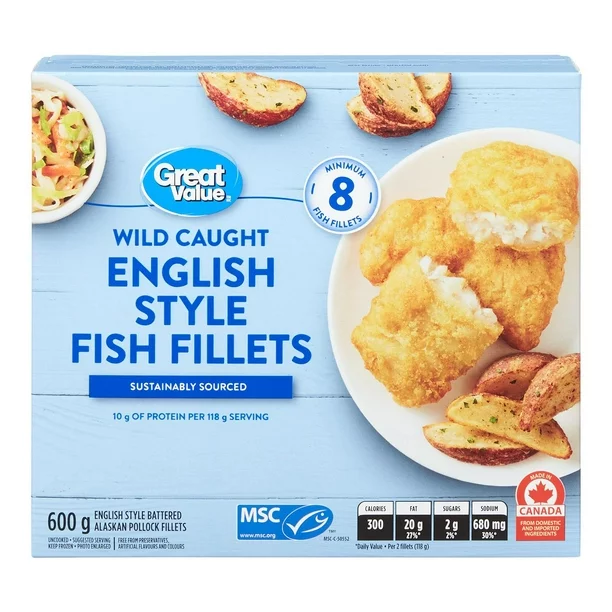 Great
Value
MINIMUM
8
FISH FILLETS
WILD CAUGHT
ENGLISH
STYLE
FISH FILLETS
SUSTAINABLY SOURCED
10 g OF PROTEIN PER 118 g SERVING
600 g
ENGLISH STYLE BATTERED
ALASKAN POLLOCK FILLETS
UNCOOKED • SUGGESTED SERVING
KEEP FROZEN • PHOTO ENLARGED
FREE FROM PRESERVATIVES,
ARTIFICIAL FLAVOURS AND COLOURS.
MSC
www.msc.org
TM
MSC-C-50552
CALORIES
300
FAT
20 g
27%*
SUGARS
2 g
2%*
SODIUM
680 mg
30%*
*Daily Value • Per 2 fillets (118 g)
MADE IN
CANADA
FROM DOMESTIC
AND IMPORTED
INGREDIENTS